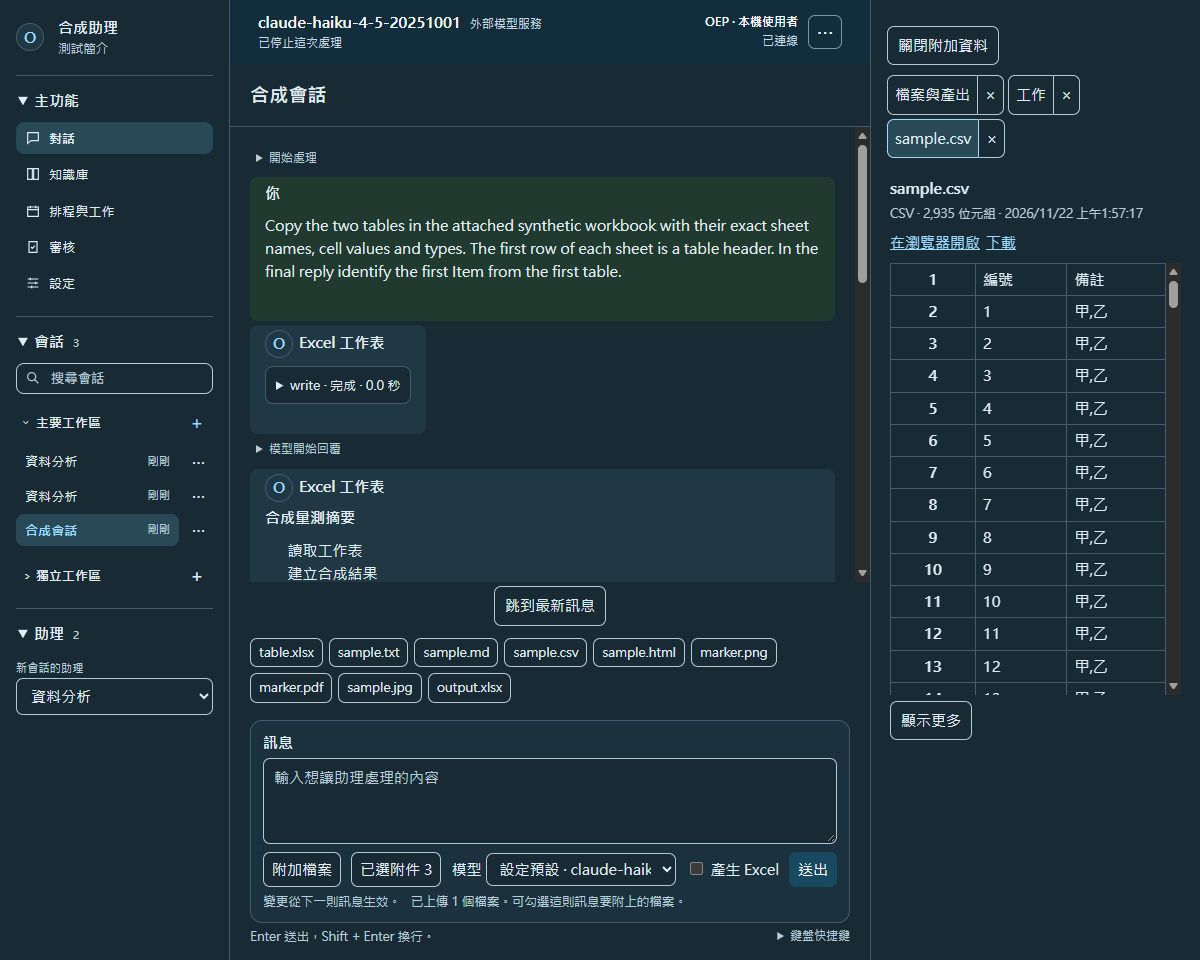 O
合成助理
測試簡介
▼ 主功能
對話
知識庫
排程與工作
審核
設定
▼ 會話 3
搜尋會話
主要工作區 +
資料分析 剛剛 ...
資料分析 剛剛 ...
合成會話 剛剛 ...
獨立工作區 +
▼ 助理 2
新會話的助理
資料分析
claude-haiku-4-5-20251001 外部模型服務
已停止這次處理
OEP · 本機使用者
已連線
...
合成會話
▶ 開始處理
你
Copy the two tables in the attached synthetic workbook with their exact sheet
names, cell values and types. The first row of each sheet is a table header. In the
final reply identify the first Item from the first table.
O Excel 工作表
▶ write · 完成 · 0.0 秒
▶ 模型開始回覆
O Excel 工作表
合成量測摘要
讀取工作表
建立合成結果
跳到最新訊息
table.xlsx sample.txt sample.md sample.csv sample.html marker.png
marker.pdf sample.jpg output.xlsx
訊息
輸入想讓助理處理的內容
附加檔案 已選附件 3 模型 設定預設 · claude-haik 產生 Excel 送出
變更從下一則訊息生效。 已上傳 1 個檔案。可勾選這則訊息要附上的檔案。
Enter 送出，Shift + Enter 換行。
▶ 鍵盤快捷鍵
關閉附加資料
檔案與產出 × 工作 ×
sample.csv ×
sample.csv
CSV · 2,935 位元組 · 2026/11/22 上午1:57:17
在瀏覽器開啟 下載
1 編號 備註
2 1 甲,乙
3 2 甲,乙
4 3 甲,乙
5 4 甲,乙
6 5 甲,乙
7 6 甲,乙
8 7 甲,乙
9 8 甲,乙
10 9 甲,乙
11 10 甲,乙
12 11 甲,乙
13 12 甲,乙
顯示更多